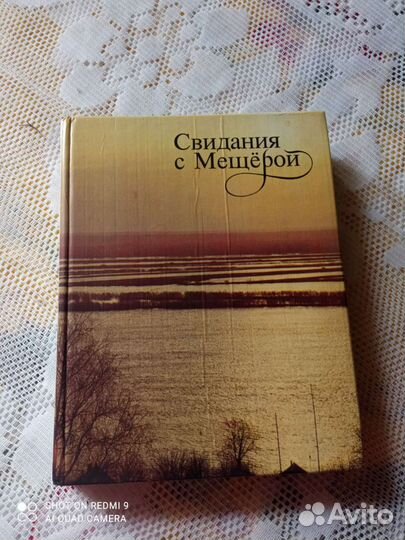 Свидания
с Мещёрой
SHOT ON REDMI 9
AI QUAD CAMERA
Avito